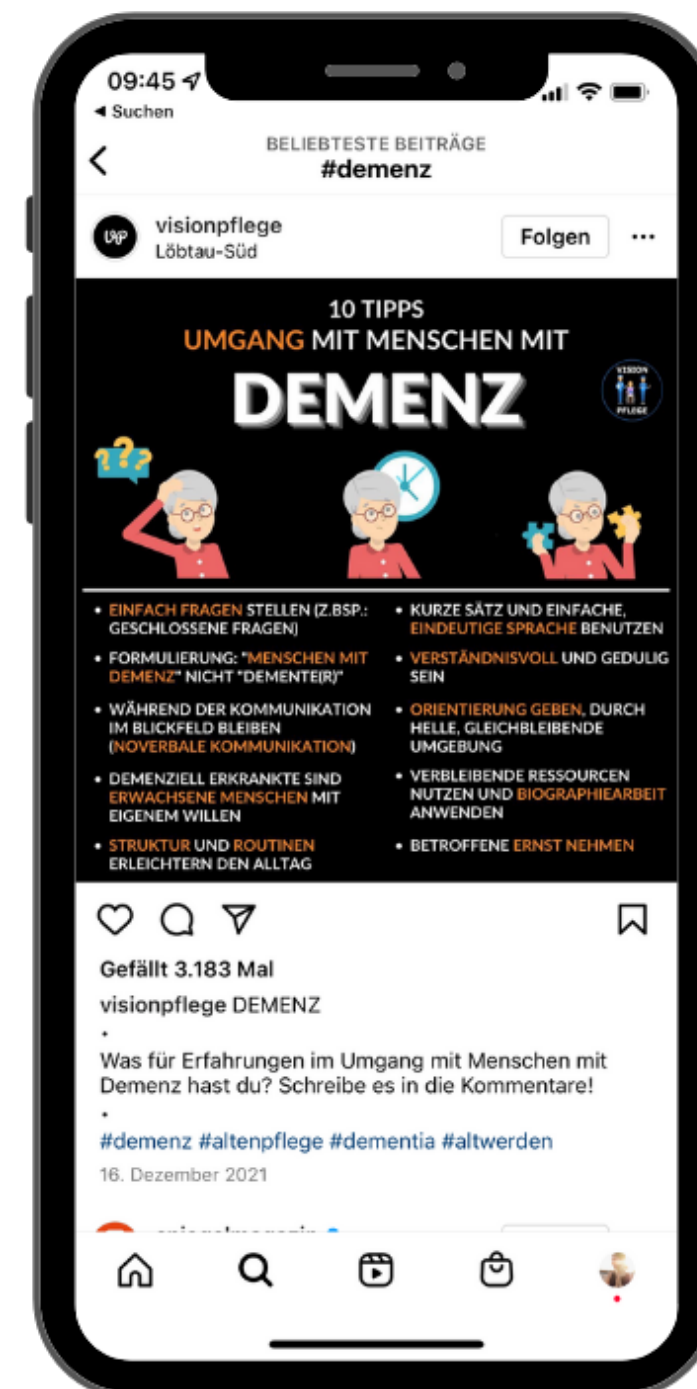 09:45
◄ Suchen
BELIEBTESTE BEITRÄGE
#demenz
visionpflege
Löbtau-Süd
Folgen
10 TIPPS
UMGANG MIT MENSCHEN MIT
DEMENZ
VISION
PFLEGE
???
• EINFACH FRAGEN STELLEN (Z.BSP.:
GESCHLOSSENE FRAGEN)
• FORMULIERUNG: "MENSCHEN MIT
DEMENZ" NICHT "DEMENTE(R)"
• WÄHREND DER KOMMUNIKATION
IM BLICKFELD BLEIBEN
(NOVERBALE KOMMUNIKATION)
• DEMENZIELL ERKRANKTE SIND
ERWACHSENE MENSCHEN MIT
EIGENEM WILLEN
• STRUKTUR UND ROUTINEN
ERLEICHTERN DEN ALLTAG
• KURZE SÄTZ UND EINFACHE,
EINDEUTIGE SPRACHE BENUTZEN
• VERSTÄNDNISVOLL UND GEDULIG
SEIN
• ORIENTIERUNG GEBEN, DURCH
HELLE, GLEICHBLEIBENDE
UMGEBUNG
• VERBLEIBENDE RESSOURCEN
NUTZEN UND BIOGRAPHIEARBEIT
ANWENDEN
• BETROFFENE ERNST NEHMEN
Gefällt 3.183 Mal
visionpflege DEMENZ
.
Was für Erfahrungen im Umgang mit Menschen mit
Demenz hast du? Schreibe es in die Kommentare!
.
#demenz #altenpflege #dementia #altwerden
16. Dezember 2021